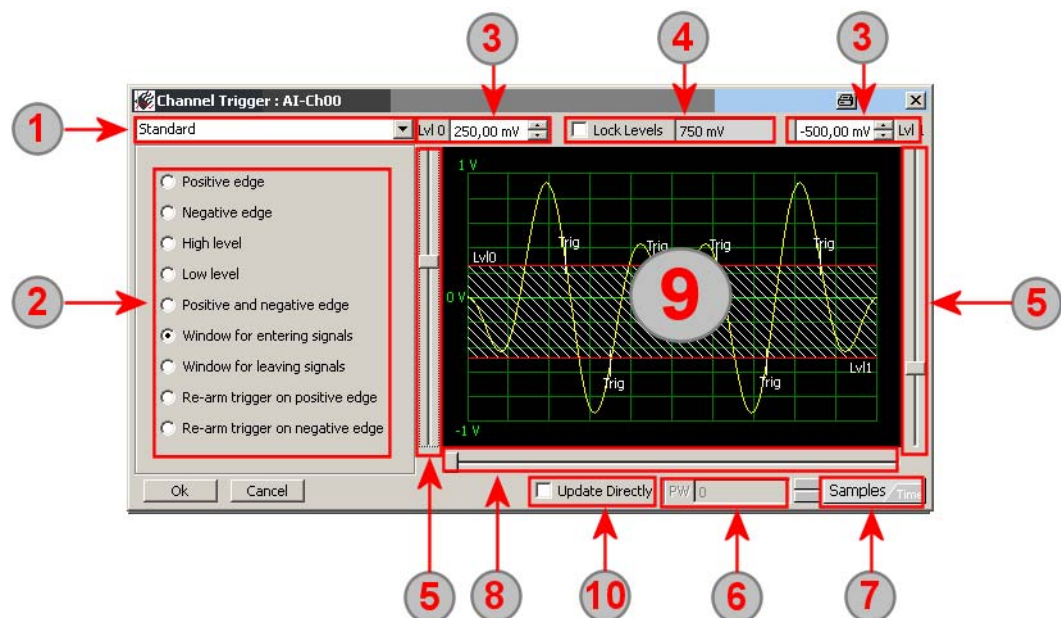 3
4
3
Channel Trigger : AI-Ch00
1
Standard
Lvl 0
250,00 mV
Lock Levels
750 mV
-500,00 mV
Lvl 1
Positive edge
Negative edge
High level
Low level
Positive and negative edge
Window for entering signals
Window for leaving signals
Re-arm trigger on positive edge
Re-arm trigger on negative edge
2
1 V
Trig
Trig
Trig
Trig
Lvl0
0 V
9
5
Lvl1
Trig
Trig
-1 V
Ok
Cancel
Update Directly
PW
0
Samples
Time
5
8
10
6
7